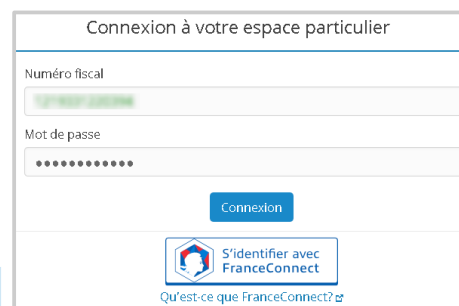 Connexion à votre espace particulier
Numéro fiscal
Mot de passe
••••••••••••
Connexion
S'identifier avec
FranceConnect
Qu'est-ce que FranceConnect?